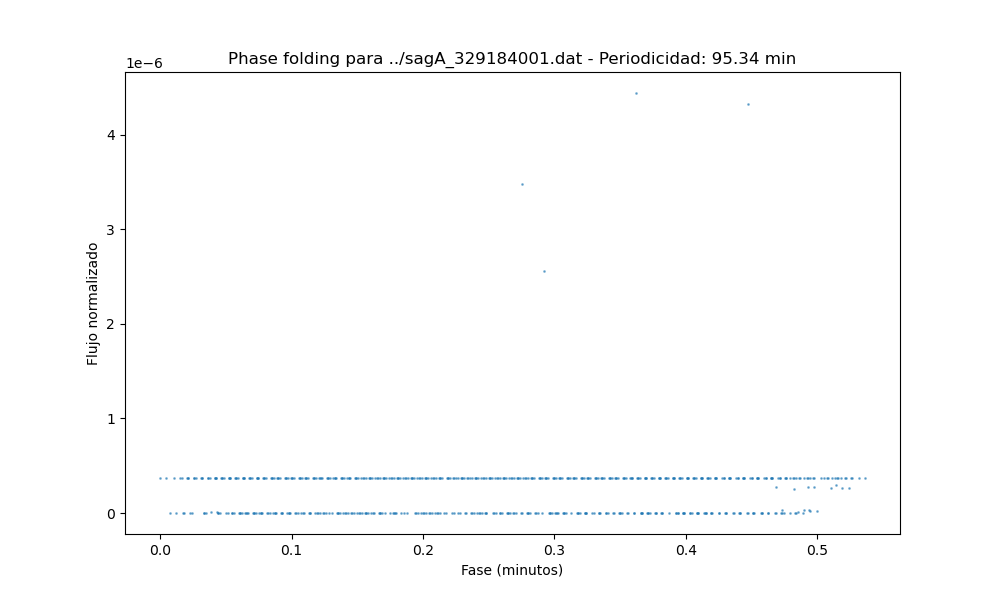 Phase folding para ../sagA_329184001.dat - Periodicidad: 95.34 min
1e−6
4
3
2
1
0
Flujo normalizado
0.0 0.1 0.2 0.3 0.4 0.5
Fase (minutos)